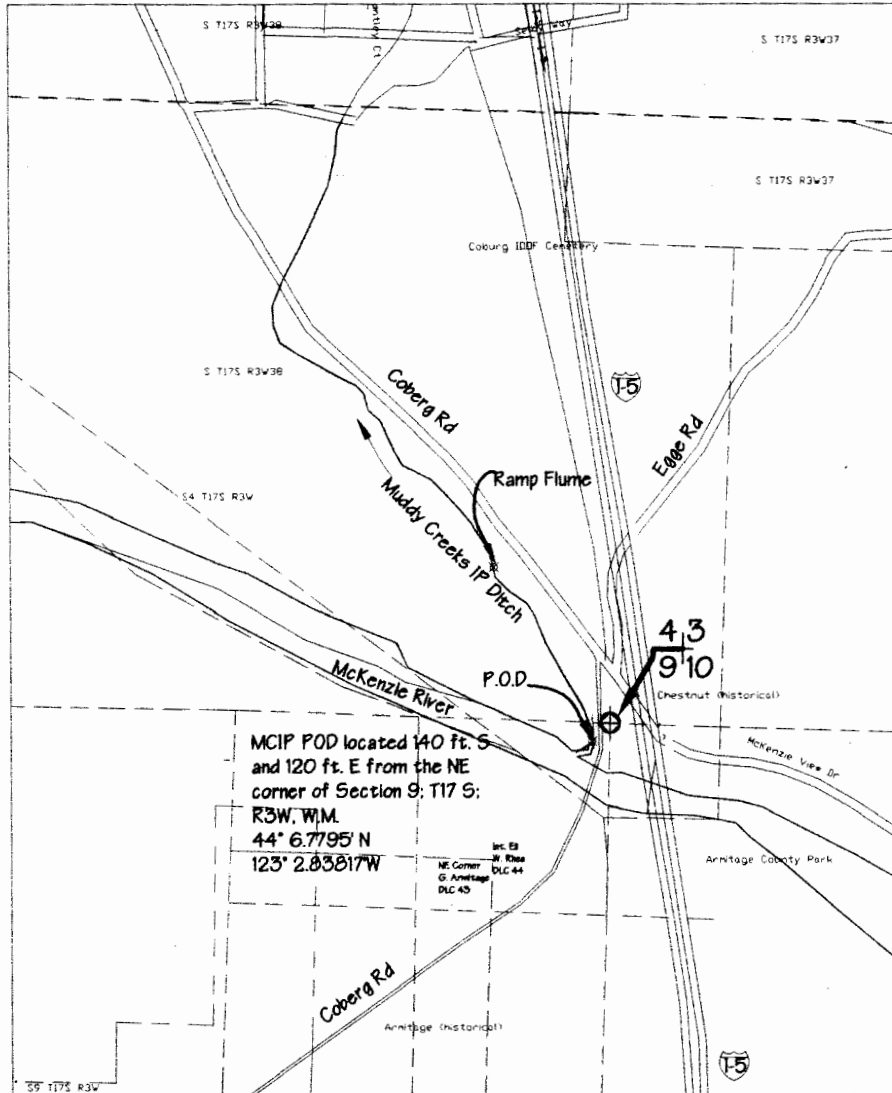 S T17S R3W38
ntley Ct
Selby Way
S T17S R3W37
S T17S R3W37
Coburg IOOF Cemetery
I-5
S T17S R3W38
Coberg Rd
Egge Rd
Ramp Flume
S4 T17S R3W
Muddy Creeks IP Ditch
4 3
9 10
P.O.D
McKenzie River
Chestnut (historical)
McKenzie View Dr
MCIP POD located 140 ft. S
and 120 ft. E from the NE
corner of Section 9; T17 S;
R3W, W.M.
44° 6.7795' N
123° 2.83817'W
NE Corner
G. Armitage
DLC 43
W. Rhea
DLC 44
Armitage County Park
Coberg Rd
Armitage (historical)
I-5
S9 T17S R3W